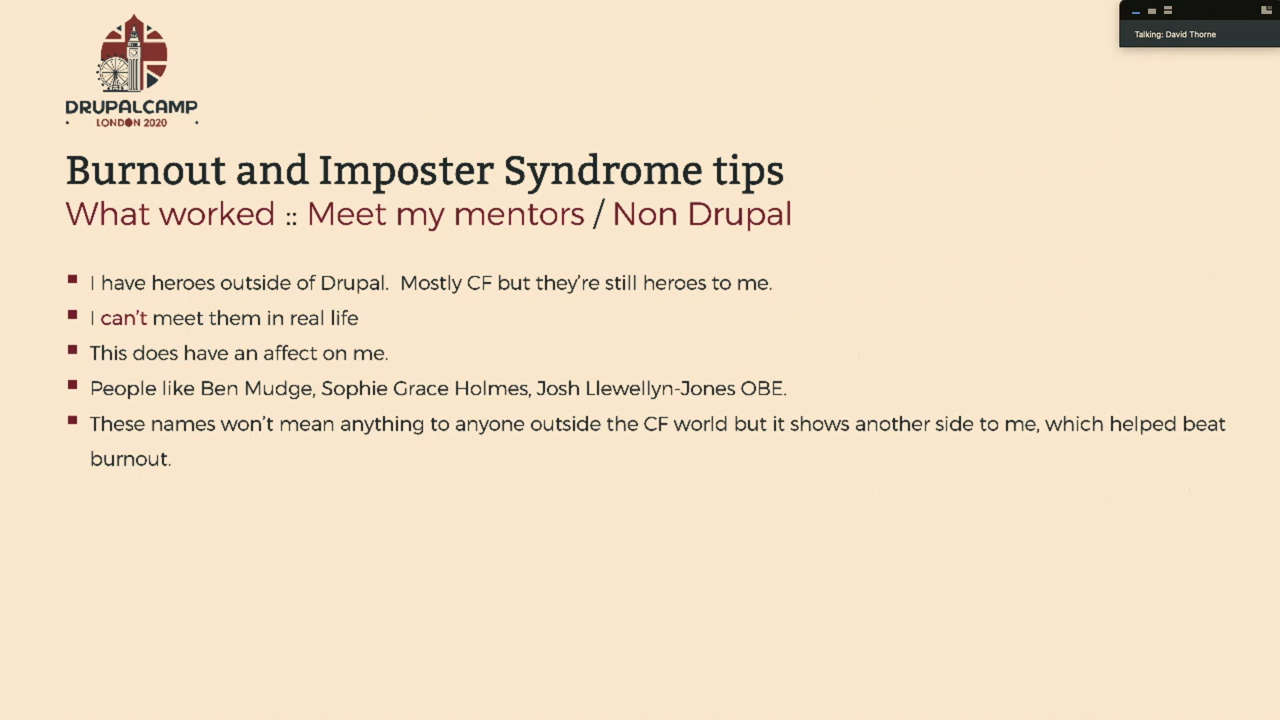 Talking: David Thorne
DRUPALCAMP
LONDON 2020
Burnout and Imposter Syndrome tips
What worked :: Meet my mentors / Non Drupal
I have heroes outside of Drupal.  Mostly CF but they're still heroes to me.
I can't meet them in real life
This does have an affect on me.
People like Ben Mudge, Sophie Grace Holmes, Josh Llewellyn-Jones OBE.
These names won't mean anything to anyone outside the CF world but it shows another side to me, which helped beat
burnout.